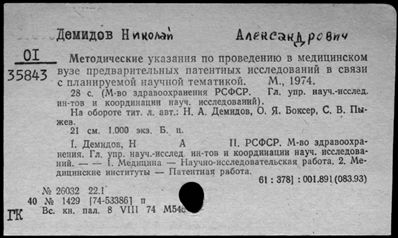 Демидов Николай Александрович
01
35843
Методические указания по проведению в медицинском
вузе предварительных патентных исследований в связи
с планируемой научной тематикой. М., 1974.
28 с. (М-во здравоохранения РСФСР. Гл. упр. науч.-исслед.
ин-тов и координации науч. исследований).
На обороте тит. л. авт.: Н. А. Демидов, О. Я. Боксер, С. В. Пы-
жев.
21 см. 1.000 экз. Б. ц.
I. Демидов, Н А II. РСФСР. М-во здравоохра-
нения. Гл. упр. науч.-исслед ин-тов и координации науч. исследова-
ний. — — 1. Медицина — Научно-исследовательская работа. 2. Ме-
дицинские институты — Патентная работа.
61 : 378] : 001.891(083.93)
№ 26032 22.1
40 № 1429 [74-53386] п
ГК Вс. кн. пал. 8 VIII 74